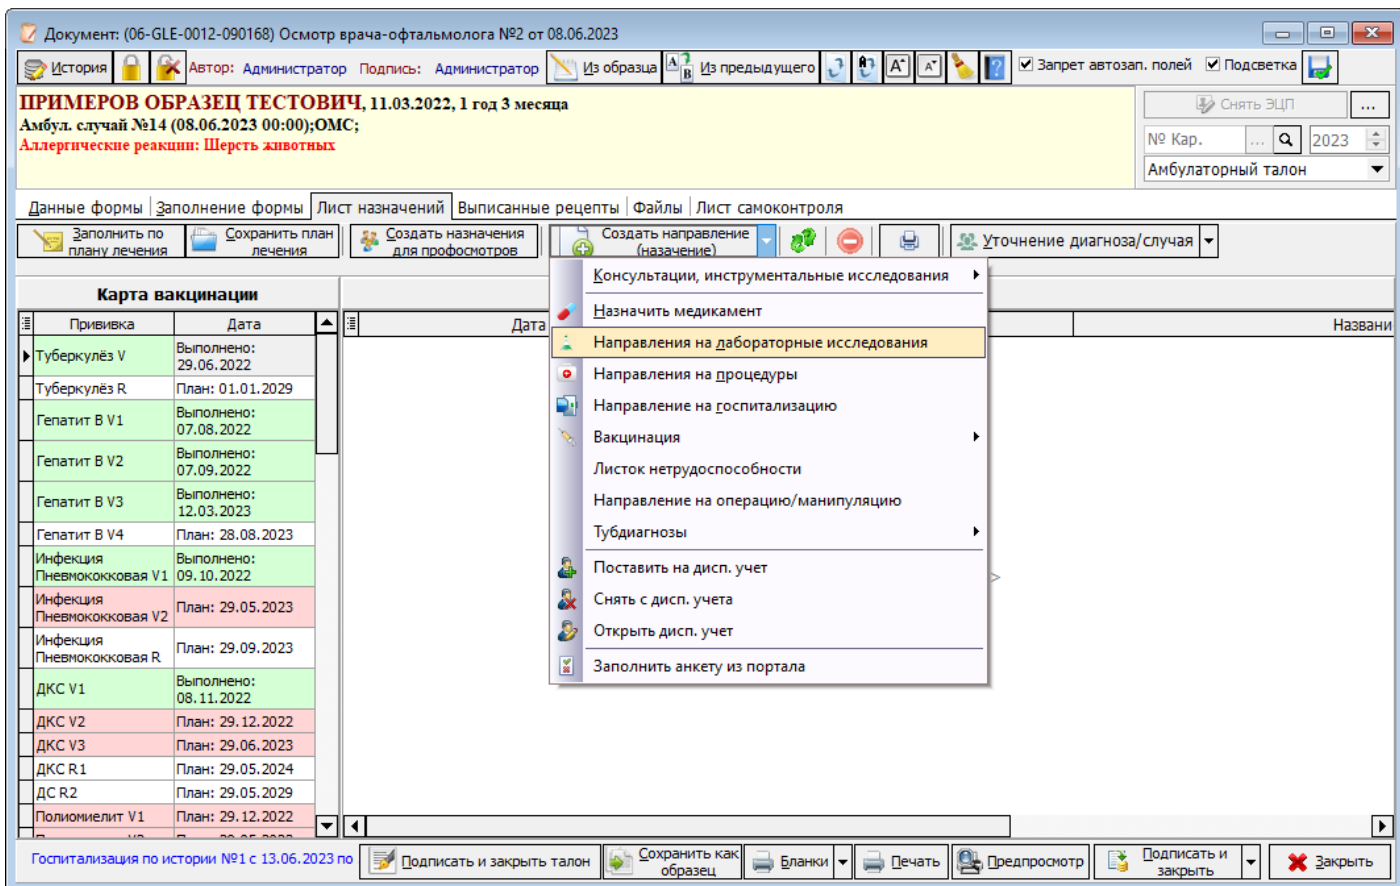 Документ: (06-GLE-0012-090168) Осмотр врача-офтальмолога №2 от 08.06.2023
История Автор: Администратор Подпись: Администратор Из образца Из предыдущего Запрет автозап. полей Подсветка
ПРИМЕРОВ ОБРАЗЕЦ ТЕСТОВИЧ, 11.03.2022, 1 год 3 месяца
Амбул. случай №14 (08.06.2023 00:00);ОМС;
Аллергические реакции: Шерсть животных
Снять ЭЦП ...
№ Кар. ... 2023
Амбулаторный талон
Данные формы Заполнение формы Лист назначений Выписанные рецепты Файлы Лист самоконтроля
Заполнить по плану лечения
Сохранить план лечения
Создать назначения для профосмотров
Создать направление (назачение)
Уточнение диагноза/случая
Карта вакцинации
Прививка Дата
Туберкулёз V Выполнено: 29.06.2022
Туберкулёз R План: 01.01.2029
Гепатит В V1 Выполнено: 07.08.2022
Гепатит В V2 Выполнено: 07.09.2022
Гепатит В V3 Выполнено: 12.03.2023
Гепатит В V4 План: 28.08.2023
Инфекция Пневмококковая V1 Выполнено: 09.10.2022
Инфекция Пневмококковая V2 План: 29.05.2023
Инфекция Пневмококковая R План: 29.09.2023
ДКС V1 Выполнено: 08.11.2022
ДКС V2 План: 29.12.2022
ДКС V3 План: 29.06.2023
ДКС R1 План: 29.05.2024
ДС R2 План: 29.05.2029
Полиомиелит V1 План: 29.12.2022
Дата Названи
Консультации, инструментальные исследования
Назначить медикамент
Направления на лабораторные исследования
Направления на процедуры
Направление на госпитализацию
Вакцинация
Листок нетрудоспособности
Направление на операцию/манипуляцию
Тубдиагнозы
Поставить на дисп. учет
Снять с дисп. учета
Открыть дисп. учет
Заполнить анкету из портала
>
Госпитализация по истории №1 с 13.06.2023 по
Подписать и закрыть талон
Сохранить как образец
Бланки
Печать
Предпросмотр
Подписать и закрыть
Закрыть